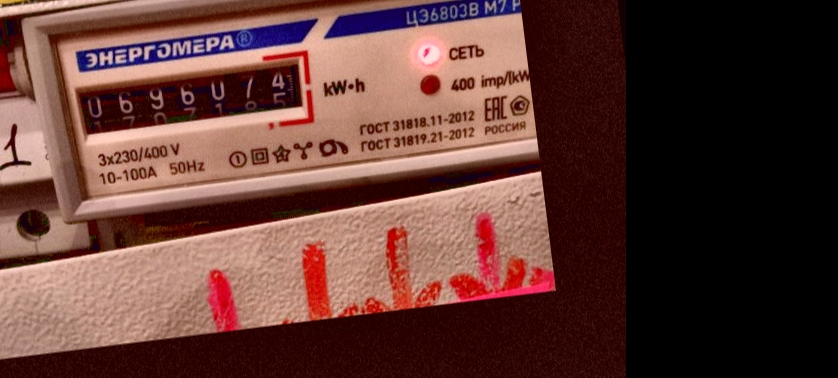 ЭНЕРГОМЕРА®
ЦЭ6803В М7 Р
СЕТЬ
0696074
kW•h
400 imp/kW
ГОСТ 31818.11-2012
ГОСТ 31819.21-2012
EAC
РОССИЯ
3x230/400 V
10-100A 50Hz
1